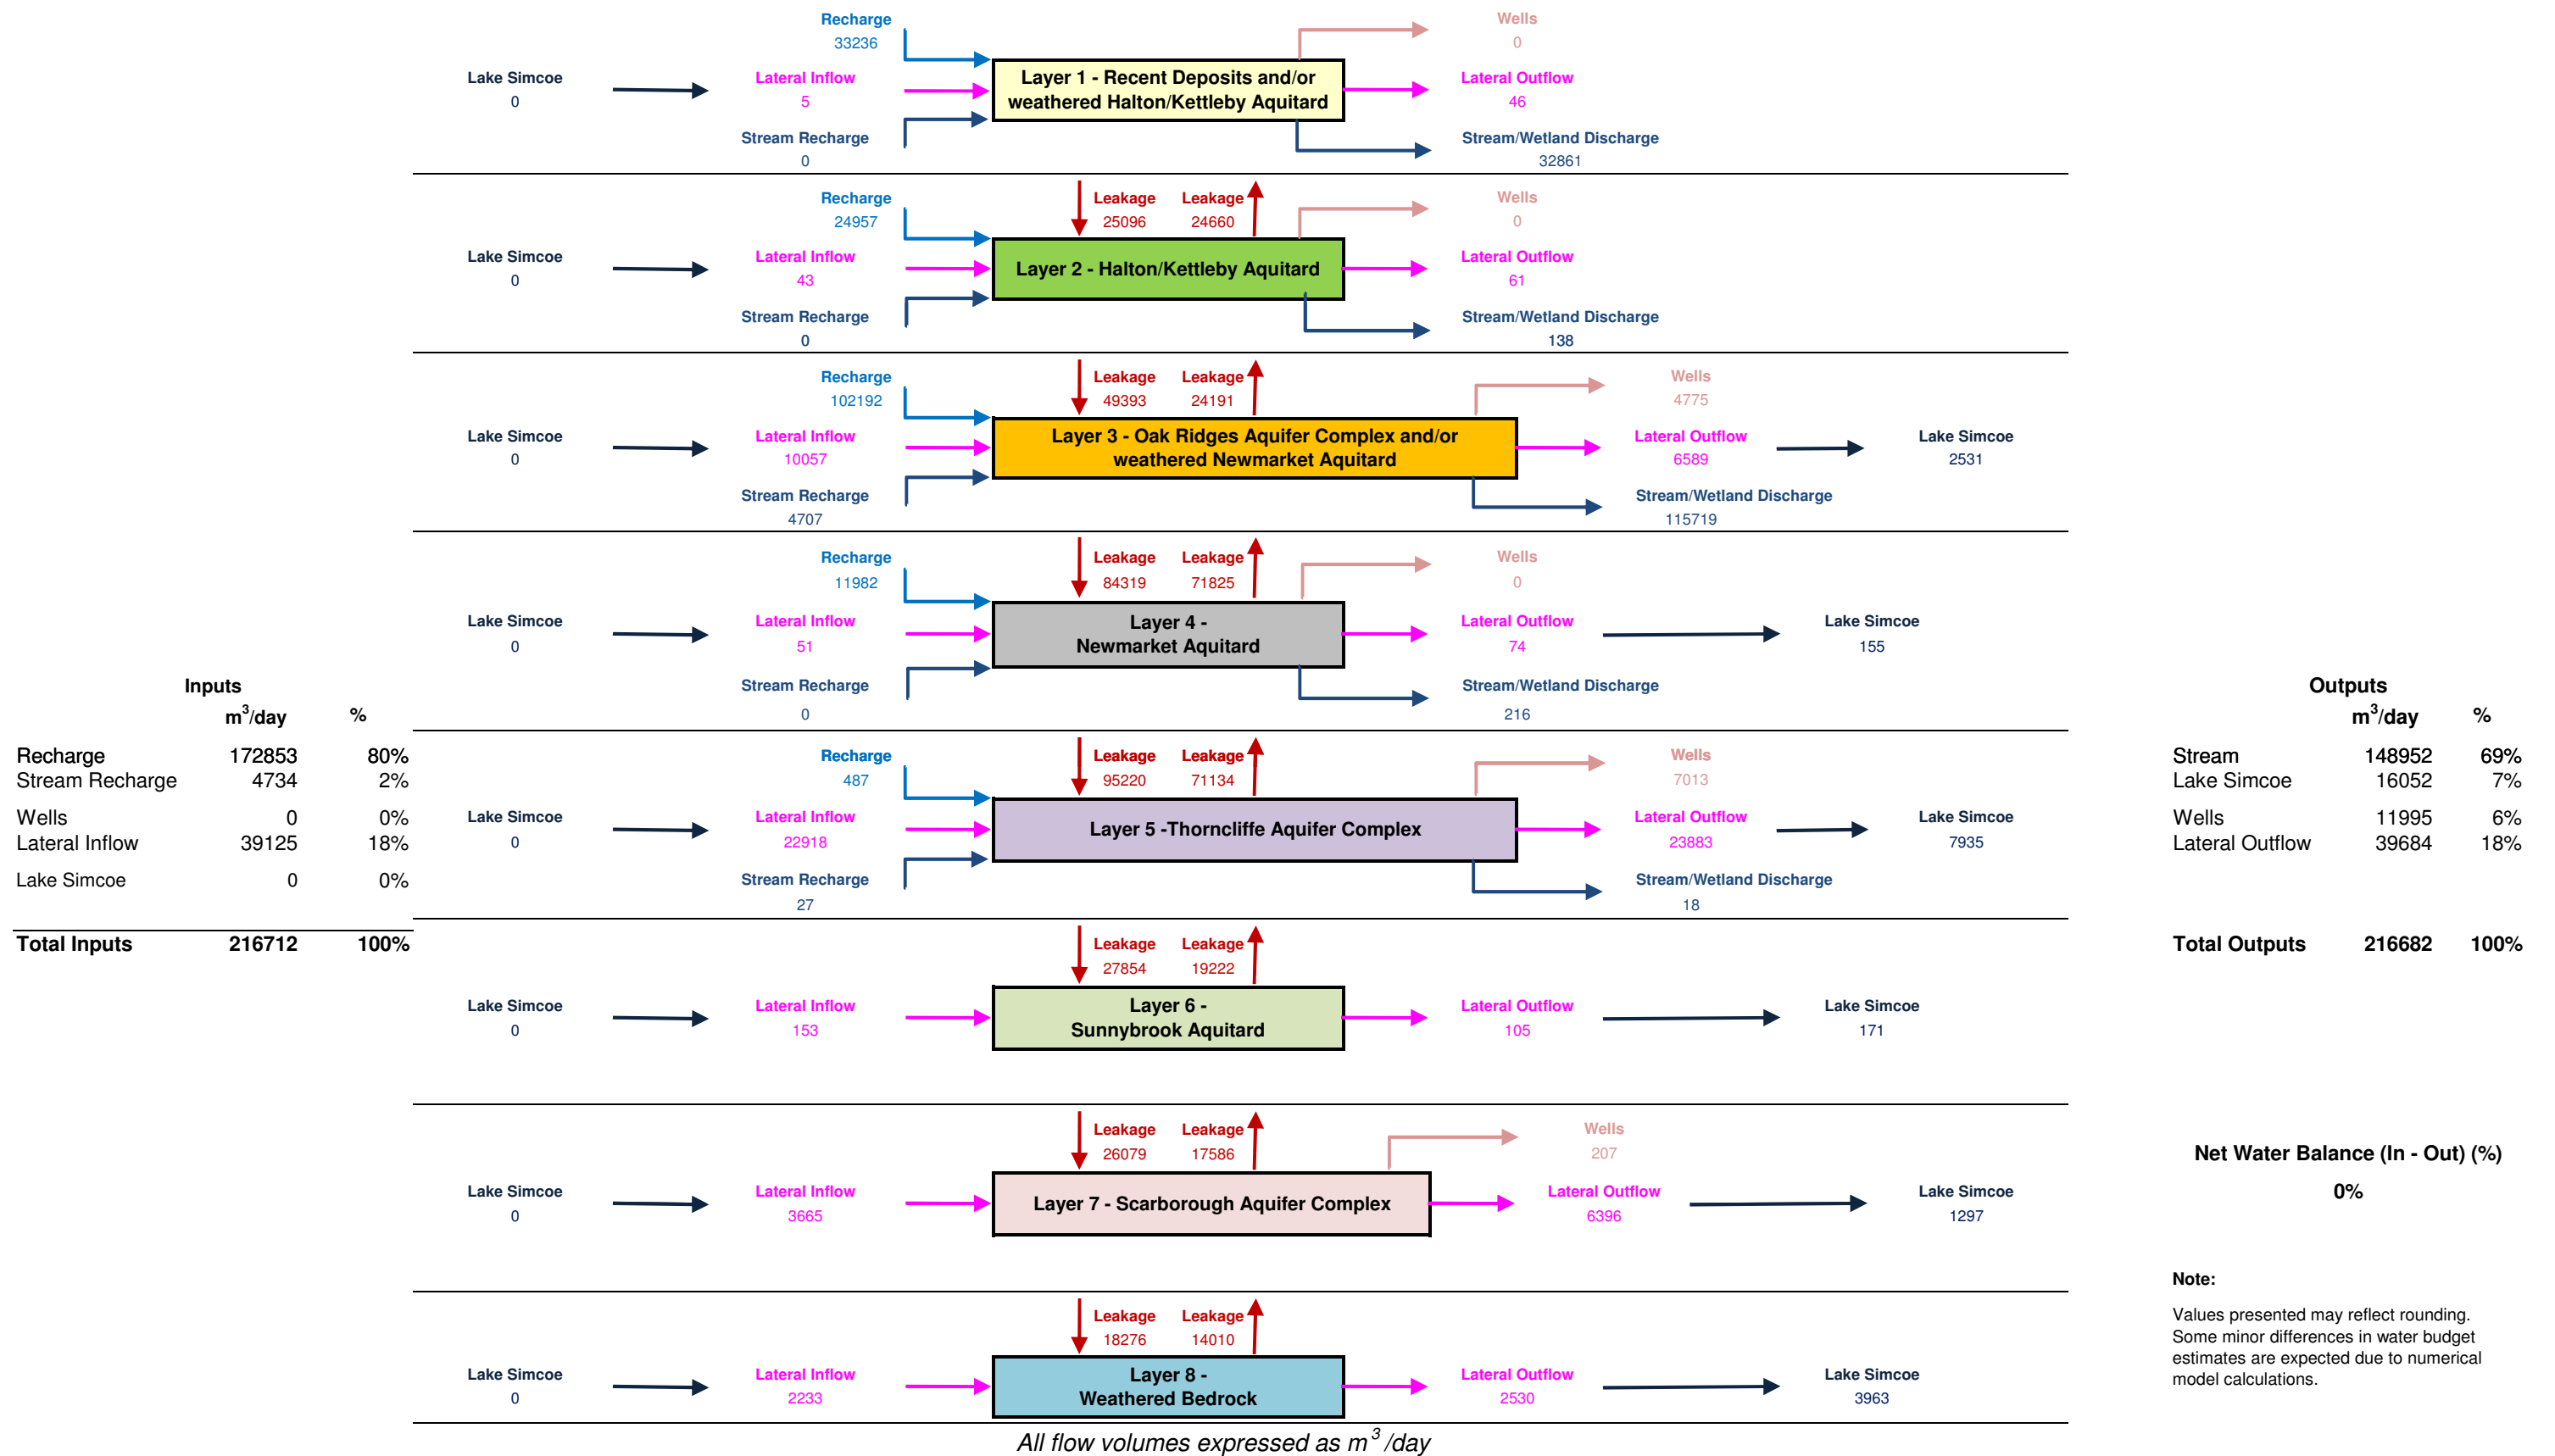 Recharge
33236
Wells
0
Lake Simcoe
0
Lateral Inflow
5
Layer 1 - Recent Deposits and/or
weathered Halton/Kettleby Aquitard
Lateral Outflow
46
Stream Recharge
0
Stream/Wetland Discharge
32861
Recharge
24957
Leakage
25096
Leakage
24660
Wells
0
Lake Simcoe
0
Lateral Inflow
43
Layer 2 - Halton/Kettleby Aquitard
Lateral Outflow
61
Stream Recharge
0
Stream/Wetland Discharge
138
Recharge
102192
Leakage
49393
Leakage
24191
Wells
4775
Lake Simcoe
0
Lateral Inflow
10057
Layer 3 - Oak Ridges Aquifer Complex and/or
weathered Newmarket Aquitard
Lateral Outflow
6589
Lake Simcoe
2531
Stream Recharge
4707
Stream/Wetland Discharge
115719
Recharge
11982
Leakage
84319
Leakage
71825
Wells
0
Lake Simcoe
0
Lateral Inflow
51
Layer 4 -
Newmarket Aquitard
Lateral Outflow
74
Lake Simcoe
155
Stream Recharge
0
Stream/Wetland Discharge
216
Recharge
487
Leakage
95220
Leakage
71134
Wells
7013
Lake Simcoe
0
Lateral Inflow
22918
Layer 5 -Thorncliffe Aquifer Complex
Lateral Outflow
23883
Lake Simcoe
7935
Stream Recharge
27
Stream/Wetland Discharge
18
Leakage
27854
Leakage
19222
Lake Simcoe
0
Lateral Inflow
153
Layer 6 -
Sunnybrook Aquitard
Lateral Outflow
105
Lake Simcoe
171
Leakage
26079
Leakage
17586
Wells
207
Lake Simcoe
0
Lateral Inflow
3665
Layer 7 - Scarborough Aquifer Complex
Lateral Outflow
6396
Lake Simcoe
1297
Leakage
18276
Leakage
14010
Lake Simcoe
0
Lateral Inflow
2233
Layer 8 -
Weathered Bedrock
Lateral Outflow
2530
Lake Simcoe
3963
All flow volumes expressed as m³ /day
Inputs
m³/day %
Recharge 172853 80%
Stream Recharge 4734 2%
Wells 0 0%
Lateral Inflow 39125 18%
Lake Simcoe 0 0%
Total Inputs 216712 100%
Outputs
m³/day %
Stream 148952 69%
Lake Simcoe 16052 7%
Wells 11995 6%
Lateral Outflow 39684 18%
Total Outputs 216682 100%
Net Water Balance (In - Out) (%)
0%
Note:
Values presented may reflect rounding.
Some minor differences in water budget
estimates are expected due to numerical
model calculations.